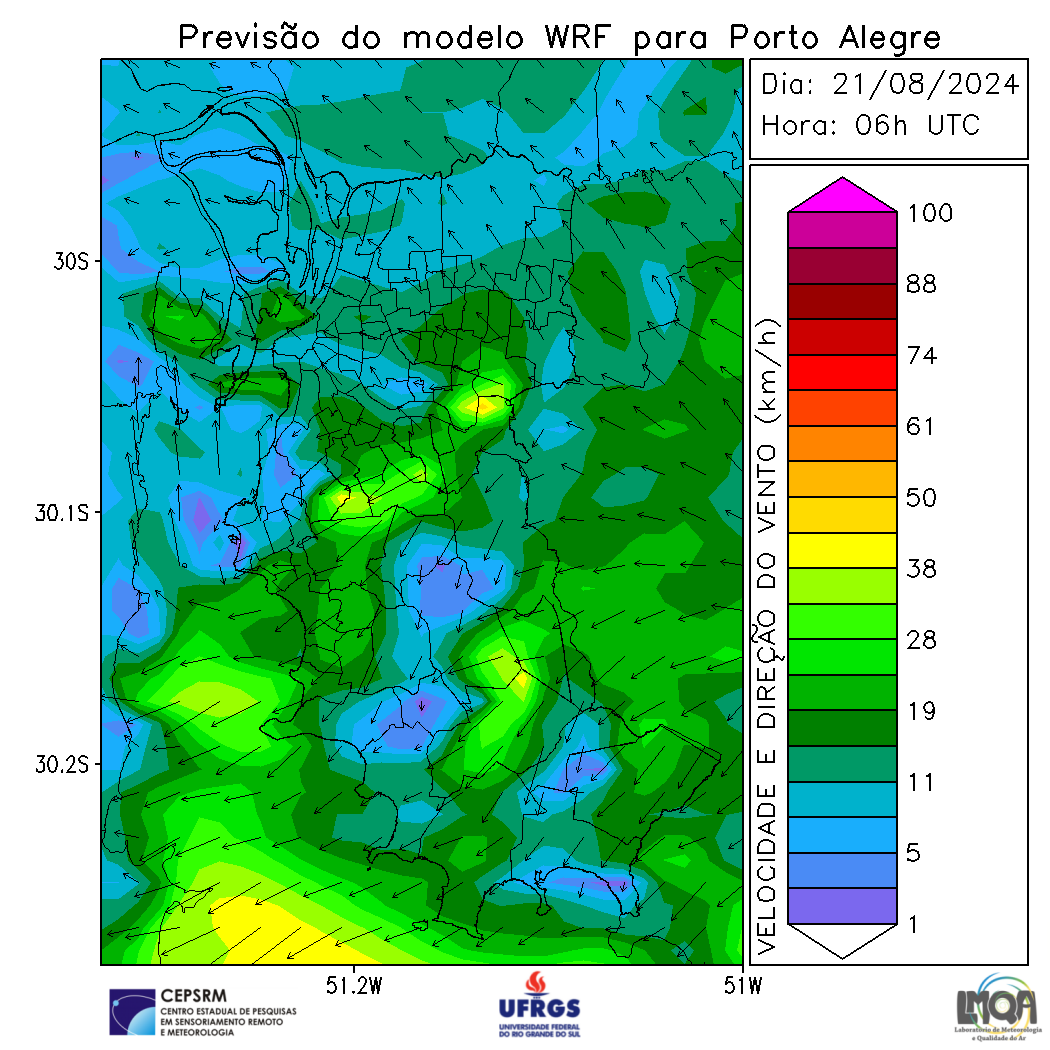 Previsão do modelo WRF para Porto Alegre
Dia: 21/08/2024
Hora: 06h UTC
30S
30.1S
30.2S
51.2W
51W
VELOCIDADE E DIREÇÃO DO VENTO (km/h)
100
88
74
61
50
38
28
19
11
5
1
CEPSRM
CENTRO ESTADUAL DE PESQUISAS
EM SENSORIAMENTO REMOTO
E METEOROLOGIA
UFRGS
UNIVERSIDADE FEDERAL
DO RIO GRANDE DO SUL
LMQA
Laboratório de Meteorologia
e Qualidade do Ar